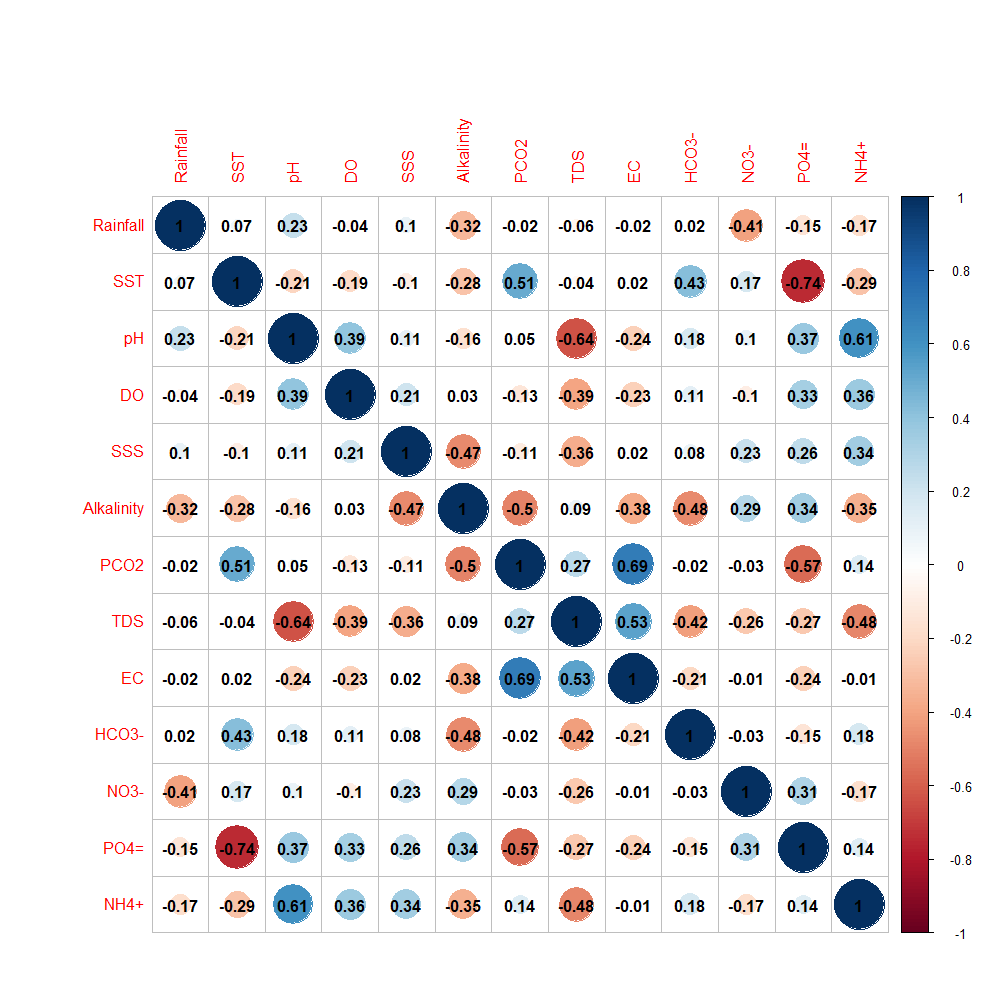 Rainfall SST pH DO SSS Alkalinity PCO2 TDS EC HCO3- NO3- PO4= NH4+
Rainfall 1 0.07 0.23 -0.04 0.1 -0.32 -0.02 -0.06 -0.02 0.02 -0.41 -0.15 -0.17
SST 0.07 1 -0.21 -0.19 -0.1 -0.28 0.51 -0.04 0.02 0.43 0.17 -0.74 -0.29
pH 0.23 -0.21 1 0.39 0.11 -0.16 0.05 -0.64 -0.24 0.18 0.1 0.37 0.61
DO -0.04 -0.19 0.39 1 0.21 0.03 -0.13 -0.39 -0.23 0.11 -0.1 0.33 0.36
SSS 0.1 -0.1 0.11 0.21 1 -0.47 -0.11 -0.36 0.02 0.08 0.23 0.26 0.34
Alkalinity -0.32 -0.28 -0.16 0.03 -0.47 1 -0.5 0.09 -0.38 -0.48 0.29 0.34 -0.35
PCO2 -0.02 0.51 0.05 -0.13 -0.11 -0.5 1 0.27 0.69 -0.02 -0.03 -0.57 0.14
TDS -0.06 -0.04 -0.64 -0.39 -0.36 0.09 0.27 1 0.53 -0.42 -0.26 -0.27 -0.48
EC -0.02 0.02 -0.24 -0.23 0.02 -0.38 0.69 0.53 1 -0.21 -0.01 -0.24 -0.01
HCO3- 0.02 0.43 0.18 0.11 0.08 -0.48 -0.02 -0.42 -0.21 1 -0.03 -0.15 0.18
NO3- -0.41 0.17 0.1 -0.1 0.23 0.29 -0.03 -0.26 -0.01 -0.03 1 0.31 -0.17
PO4= -0.15 -0.74 0.37 0.33 0.26 0.34 -0.57 -0.27 -0.24 -0.15 0.31 1 0.14
NH4+ -0.17 -0.29 0.61 0.36 0.34 -0.35 0.14 -0.48 -0.01 0.18 -0.17 0.14 1
1
0.8
0.6
0.4
0.2
0
-0.2
-0.4
-0.6
-0.8
-1